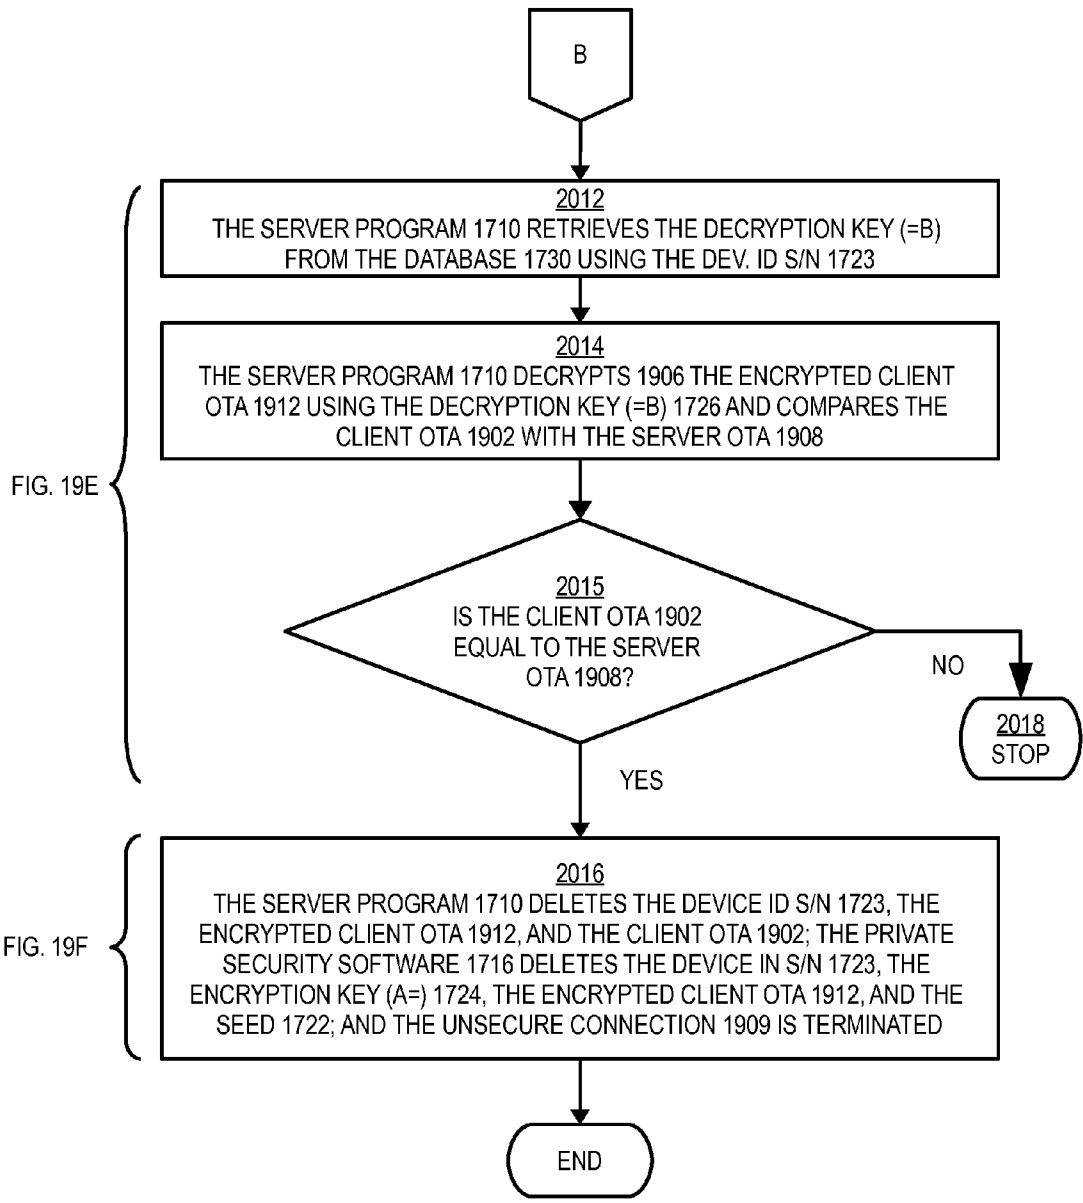 B
2012
THE SERVER PROGRAM 1710 RETRIEVES THE DECRYPTION KEY (=B)
FROM THE DATABASE 1730 USING THE DEV. ID S/N 1723
2014
THE SERVER PROGRAM 1710 DECRYPTS 1906 THE ENCRYPTED CLIENT
OTA 1912 USING THE DECRYPTION KEY (=B) 1726 AND COMPARES THE
CLIENT OTA 1902 WITH THE SERVER OTA 1908
FIG. 19E
2015
IS THE CLIENT OTA 1902
EQUAL TO THE SERVER
OTA 1908?
NO
2018
STOP
YES
2016
THE SERVER PROGRAM 1710 DELETES THE DEVICE ID S/N 1723, THE
ENCRYPTED CLIENT OTA 1912, AND THE CLIENT OTA 1902; THE PRIVATE
SECURITY SOFTWARE 1716 DELETES THE DEVICE IN S/N 1723, THE
ENCRYPTION KEY (A=) 1724, THE ENCRYPTED CLIENT OTA 1912, AND THE
SEED 1722; AND THE UNSECURE CONNECTION 1909 IS TERMINATED
FIG. 19F
END